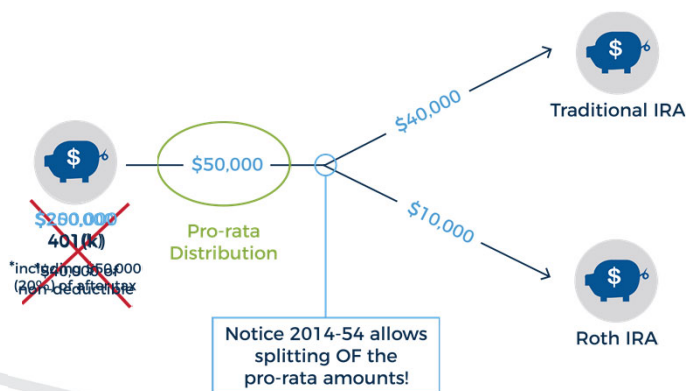 Traditional IRA
$40,000
$50,000
401(k)
Pro-rata
Distribution
$10,000
Notice 2014-54 allows
splitting OF the
pro-rata amounts!
Roth IRA